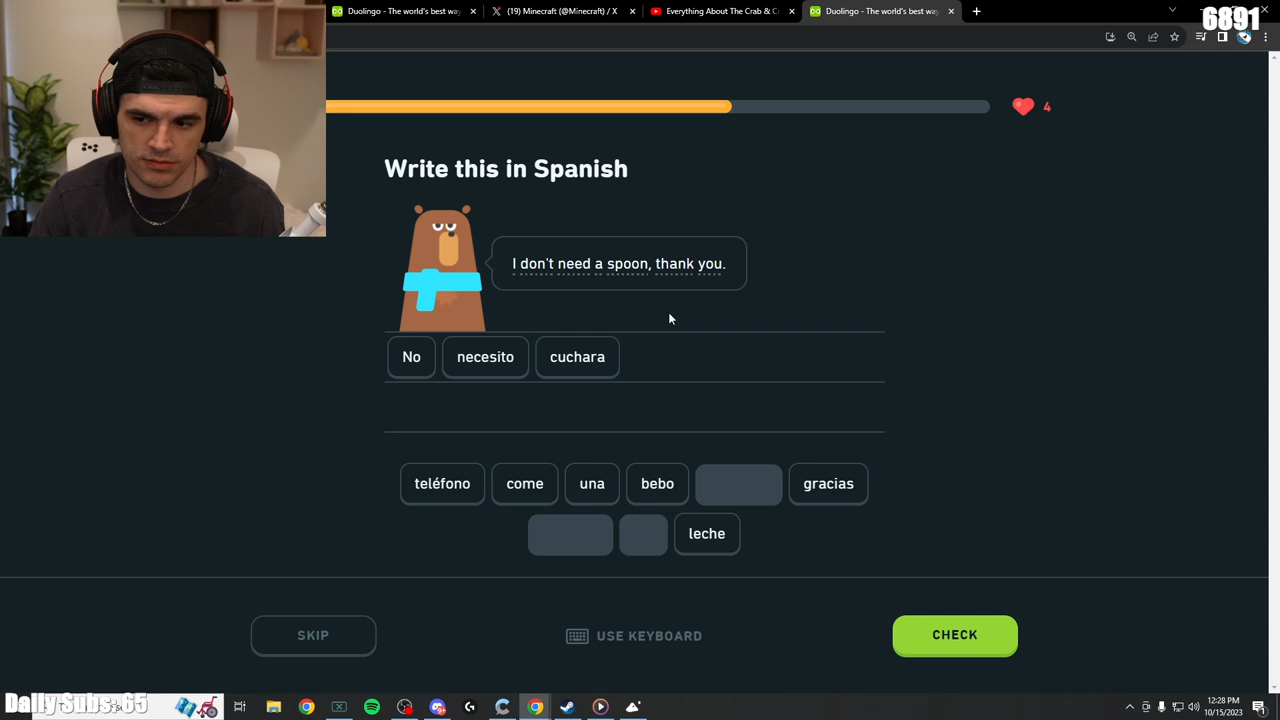 Duolingo - The world's best way
(19) Minecraft (@Minecraft) / X
Everything About The Crab & C
Duolingo - The world's best way
6891
4
Write this in Spanish
I don't need a spoon, thank you.
No necesito cuchara
teléfono come una bebo gracias
leche
SKIP
USE KEYBOARD
CHECK
Daily Subs: 65
12:28 PM
10/15/2023